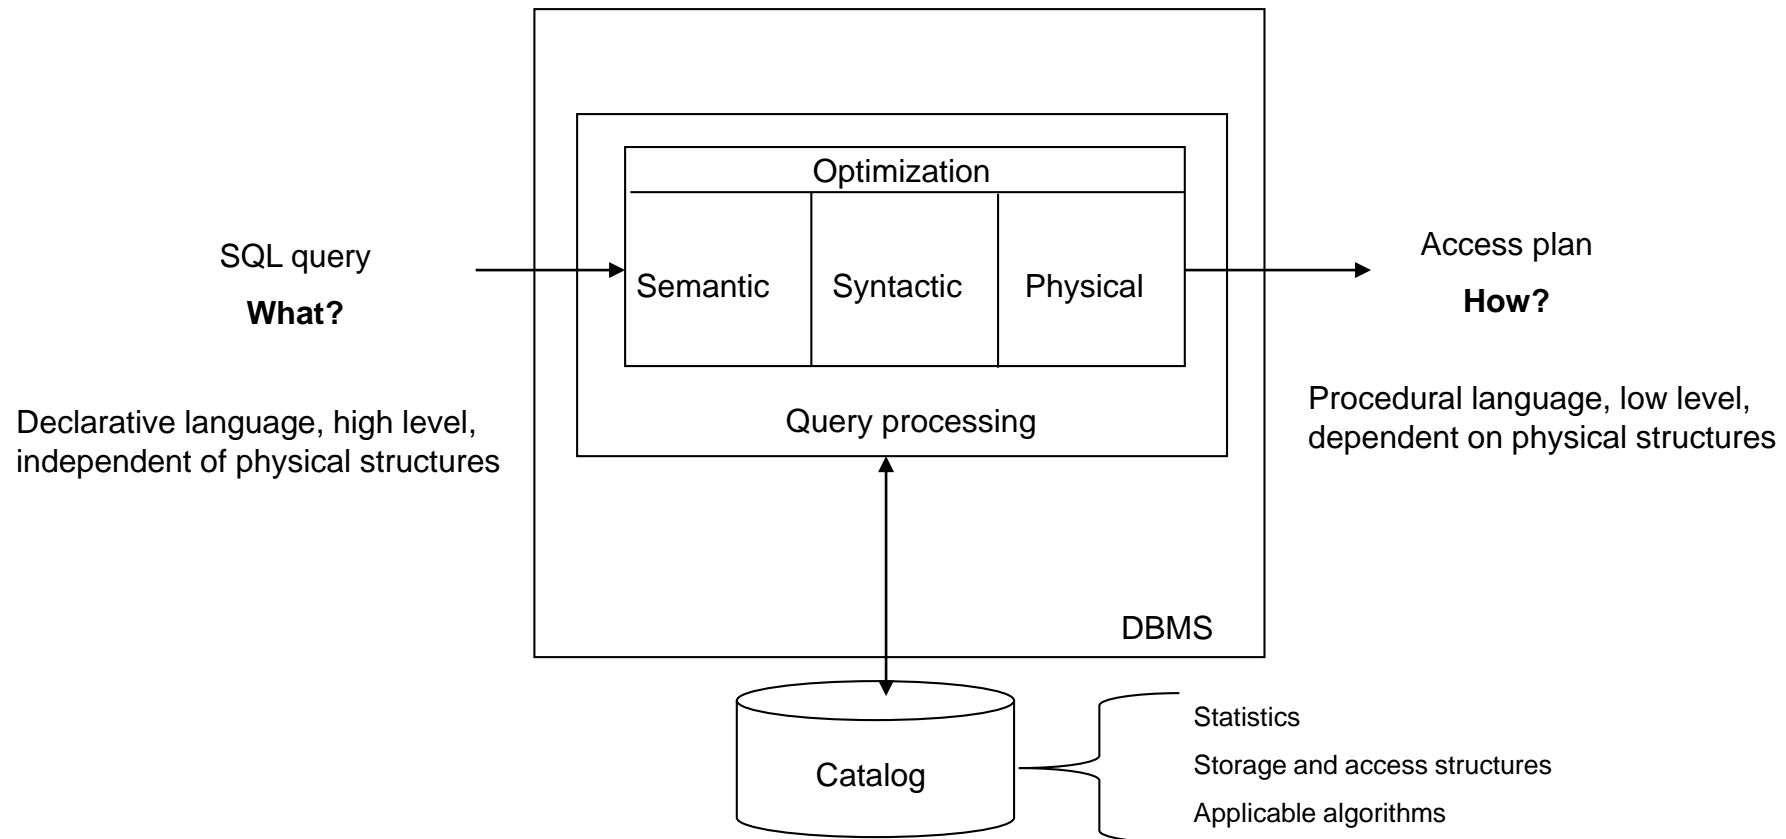 Optimization
SQL query
What?
Semantic
Syntactic
Physical
Access plan
How?
Declarative language, high level,
independent of physical structures
Query processing
Procedural language, low level,
dependent on physical structures
DBMS
Catalog
Statistics
Storage and access structures
Applicable algorithms